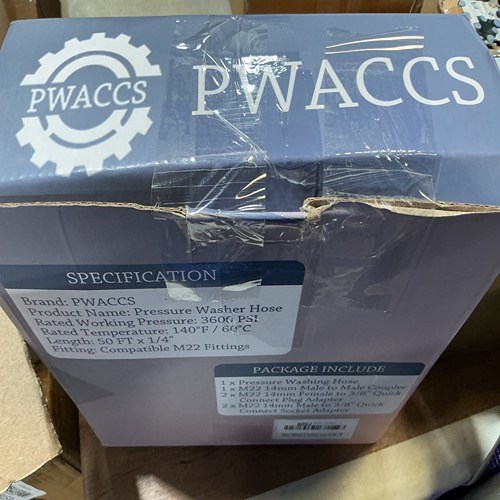 PWACCS
PWACCS
SPECIFICATION
Brand: PWACCS
Product Name: Pressure Washer Hose
Rated Working Pressure: 3600 PSI
Rated Temperature: 140°F / 60°C
Length: 50 FT x 1/4"
Fitting: Compatible M22 Fittings
PACKAGE INCLUDE
1 x Pressure Washing Hose
1 x M22 14mm Male to Male Coupler
2 x M22 14mm Female to 3/8" Quick
Connect Plug Adapter
2 x M22 14mm Male to 3/8" Quick
Connect Socket Adapter